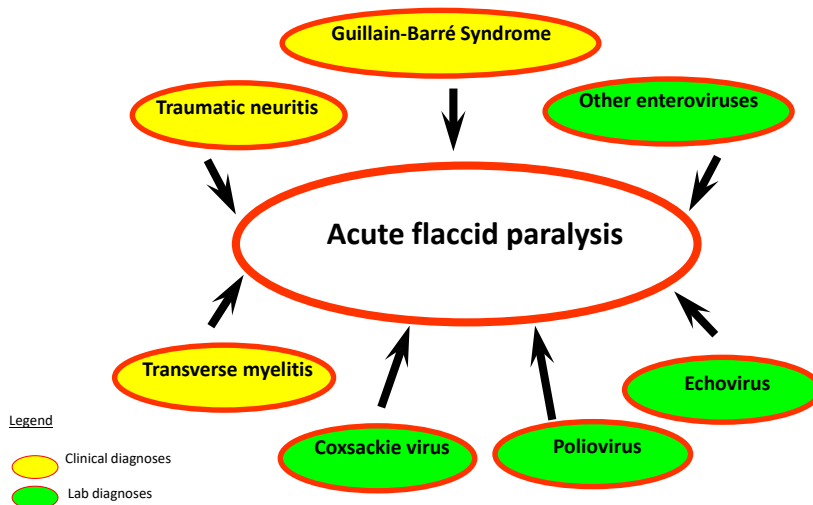 Guillain-Barré Syndrome
Traumatic neuritis
Other enteroviruses
Acute flaccid paralysis
Transverse myelitis
Echovirus
Coxsackie virus
Poliovirus
Legend
Clinical diagnoses
Lab diagnoses